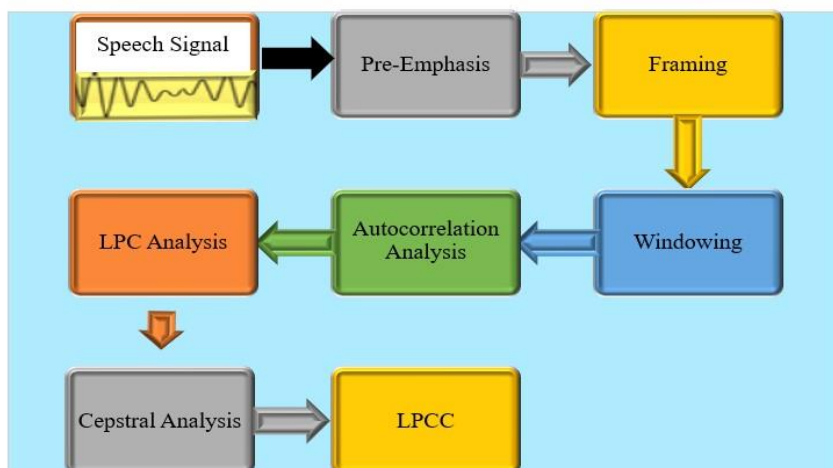 Speech Signal
Pre-Emphasis
Framing
Windowing
Autocorrelation
Analysis
LPC Analysis
Cepstral Analysis
LPCC